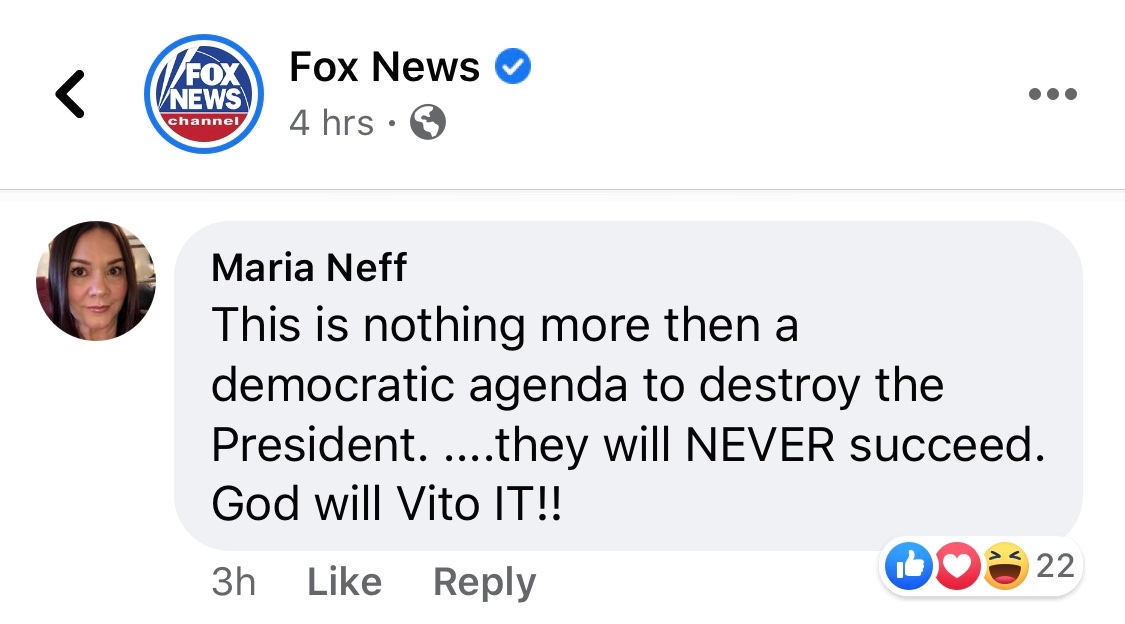 FOX
NEWS
channel
Fox News
4 hrs ·
Maria Neff
This is nothing more then a
democratic agenda to destroy the
President. ....they will NEVER succeed.
God will Vito IT!!
3h Like Reply 22